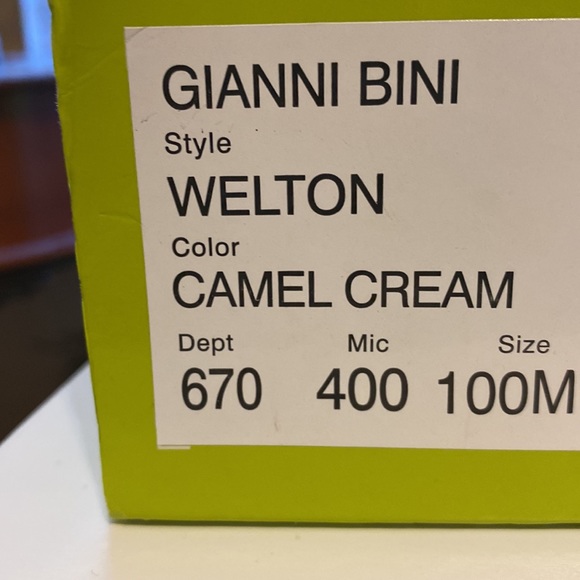 GIANNI BINI
Style
WELTON
Color
CAMEL CREAM
Dept Mic Size
670 400 100M